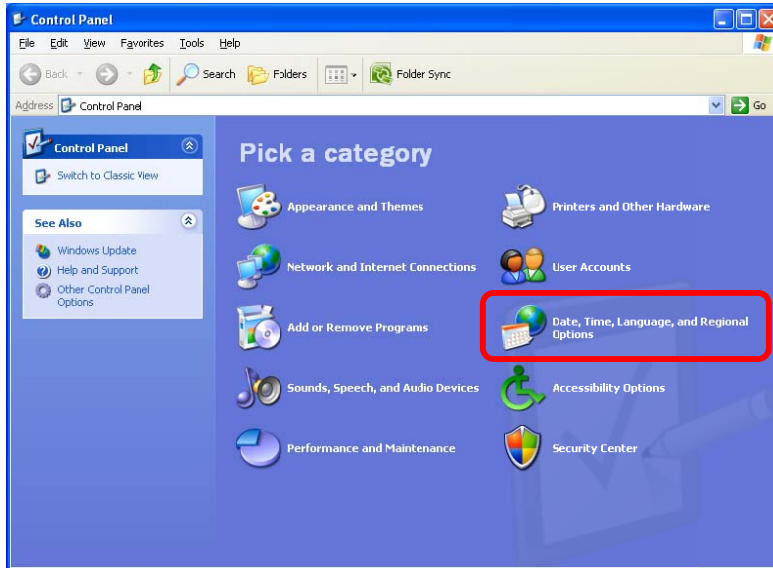 Control Panel
File Edit View Favorites Tools Help
Back Search Folders Folder Sync
Address Control Panel Go
Control Panel
Switch to Classic View
See Also
Windows Update
Help and Support
Other Control Panel
Options
Pick a category
Appearance and Themes
Printers and Other Hardware
Network and Internet Connections
User Accounts
Add or Remove Programs
Date, Time, Language, and Regional
Options
Sounds, Speech, and Audio Devices
Accessibility Options
Performance and Maintenance
Security Center